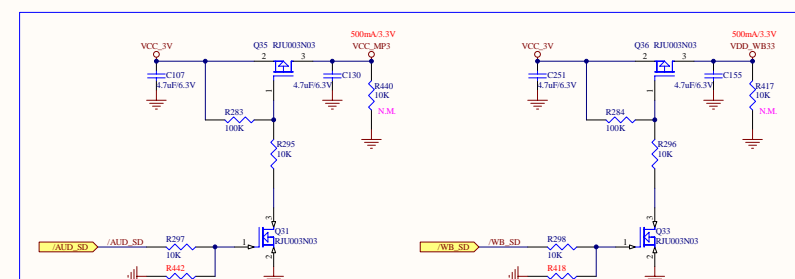 500mA/3.3V
VCC_3V
Q35 RJU003N03
VCC_MP3
2
3
C107
4.7uF/6.3V
1
C130
4.7uF/6.3V
R440
10K
N.M.
R283
100K
R295
10K
3
/AUD_SD
/AUD_SD
R297
10K
1
Q31
RJU003N03
2
R442
500mA/3.3V
VCC_3V
Q36 RJU003N03
VDD_WB33
2
3
C251
4.7uF/6.3V
1
C155
4.7uF/6.3V
R417
10K
N.M.
R284
100K
R296
10K
3
/WB_SD
/WB_SD
R298
10K
1
Q33
RJU003N03
2
R418